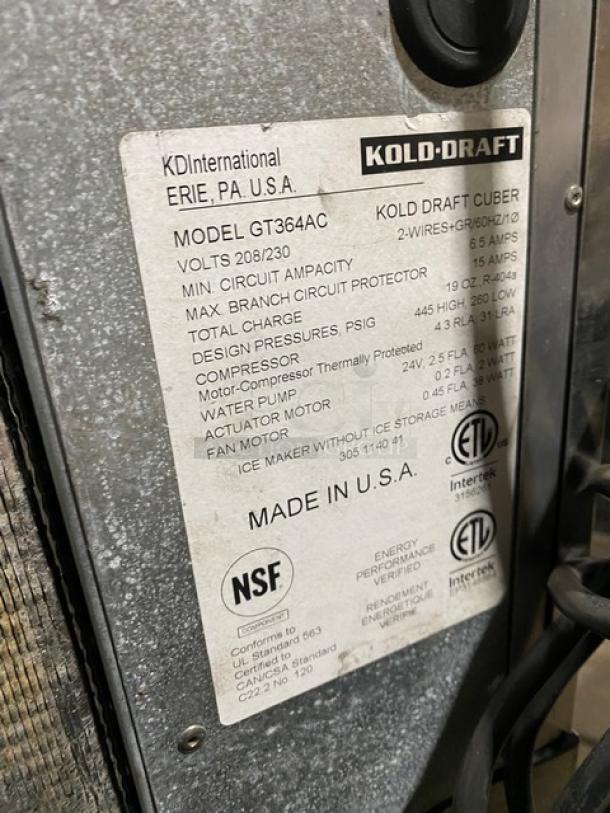 KDInternational
ERIE, PA. U.S.A.
KOLD-DRAFT
MODEL GT364AC KOLD DRAFT CUBER
VOLTS 208/230 2-WIRES+GR/60HZ/1Ø
MIN. CIRCUIT AMPACITY 6.5 AMPS
MAX. BRANCH CIRCUIT PROTECTOR 15 AMPS
TOTAL CHARGE 19 OZ., R-404a
DESIGN PRESSURES, PSIG 445 HIGH, 260 LOW
COMPRESSOR 4.3 RLA, 31 LRA
Motor-Compressor Thermally Protected
WATER PUMP 24V, 2.5 FLA, 60 WATT
ACTUATOR MOTOR 0.2 FLA, 2 WATT
FAN MOTOR 0.45 FLA, 38 WATT
ICE MAKER WITHOUT ICE STORAGE MEANS
305 1140 41
MADE IN U.S.A.
C ETL US
Intertek
3156261
NSF
COMPONENT
Conforms to
UL Standard 563
Certified to
CAN/CSA Standard
C22.2 No. 120
ENERGY
PERFORMANCE
VERIFIED
RENDEMENT
ENERGETIQUE
VERIFIE
ETL
Intertek